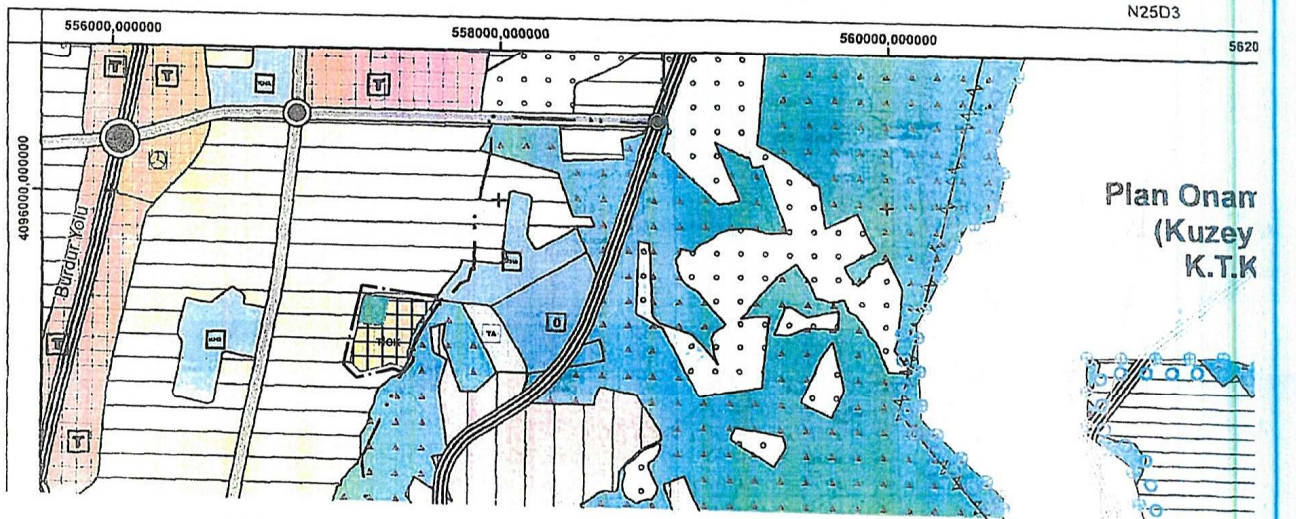 N25D3
556000,000000
558000,000000
560000,000000
5620
4096000,000000
T
T
T
Burdur Yolu
TA
T
T
Plan Onan
(Kuzey
K.T.K